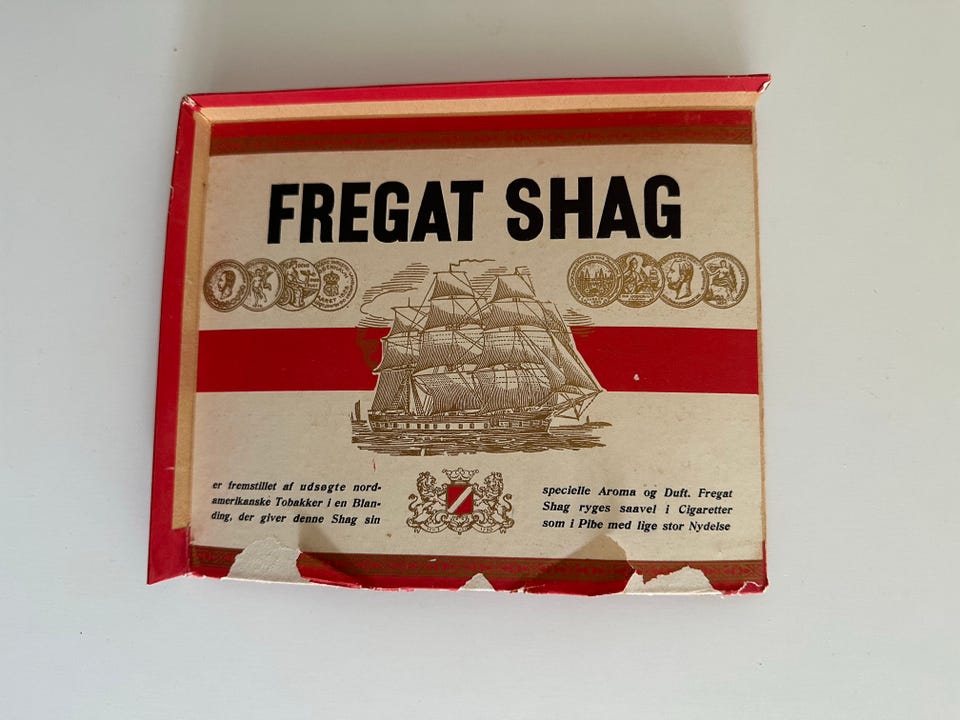 FREGAT SHAG
er fremstillet af udsøgte nord-
amerikanske Tobakker i en Blan-
ding, der giver denne Shag sin
specielle Aroma og Duft. Fregat
Shag ryges saavel i Cigaretter
som i Pibe med lige stor Nydelse